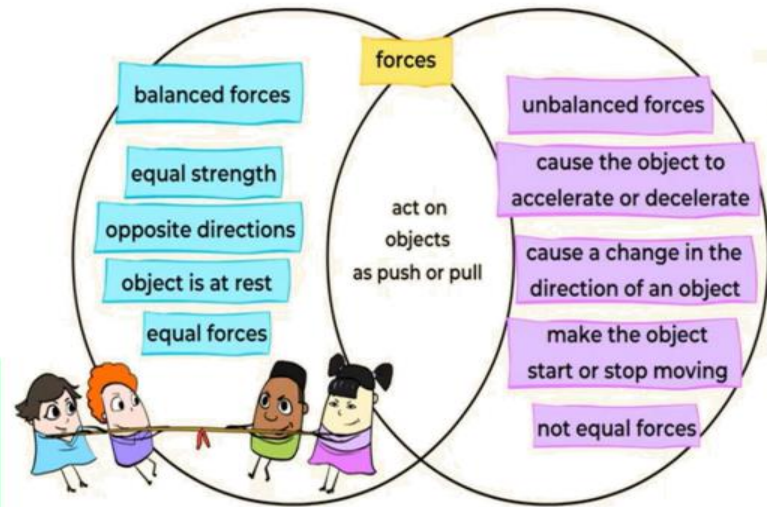 forces
balanced forces
equal strength
opposite directions
object is at rest
equal forces
act on
objects
as push or pull
unbalanced forces
cause the object to
accelerate or decelerate
cause a change in the
direction of an object
make the object
start or stop moving
not equal forces